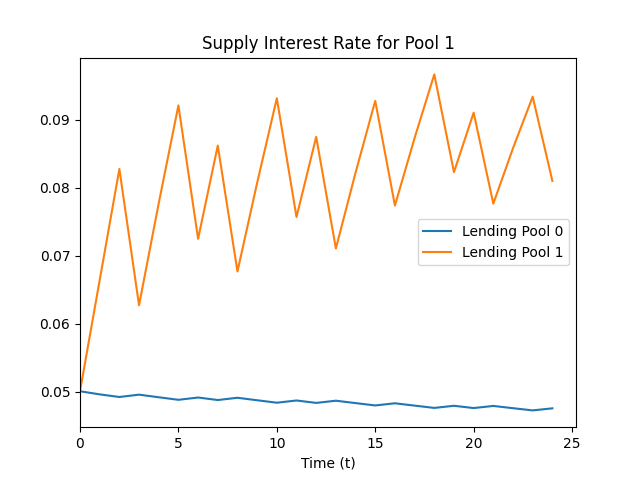 Supply Interest Rate for Pool 1
0.09
0.08
0.07
0.06
0.05
Lending Pool 0
Lending Pool 1
0 5 10 15 20 25
Time (t)